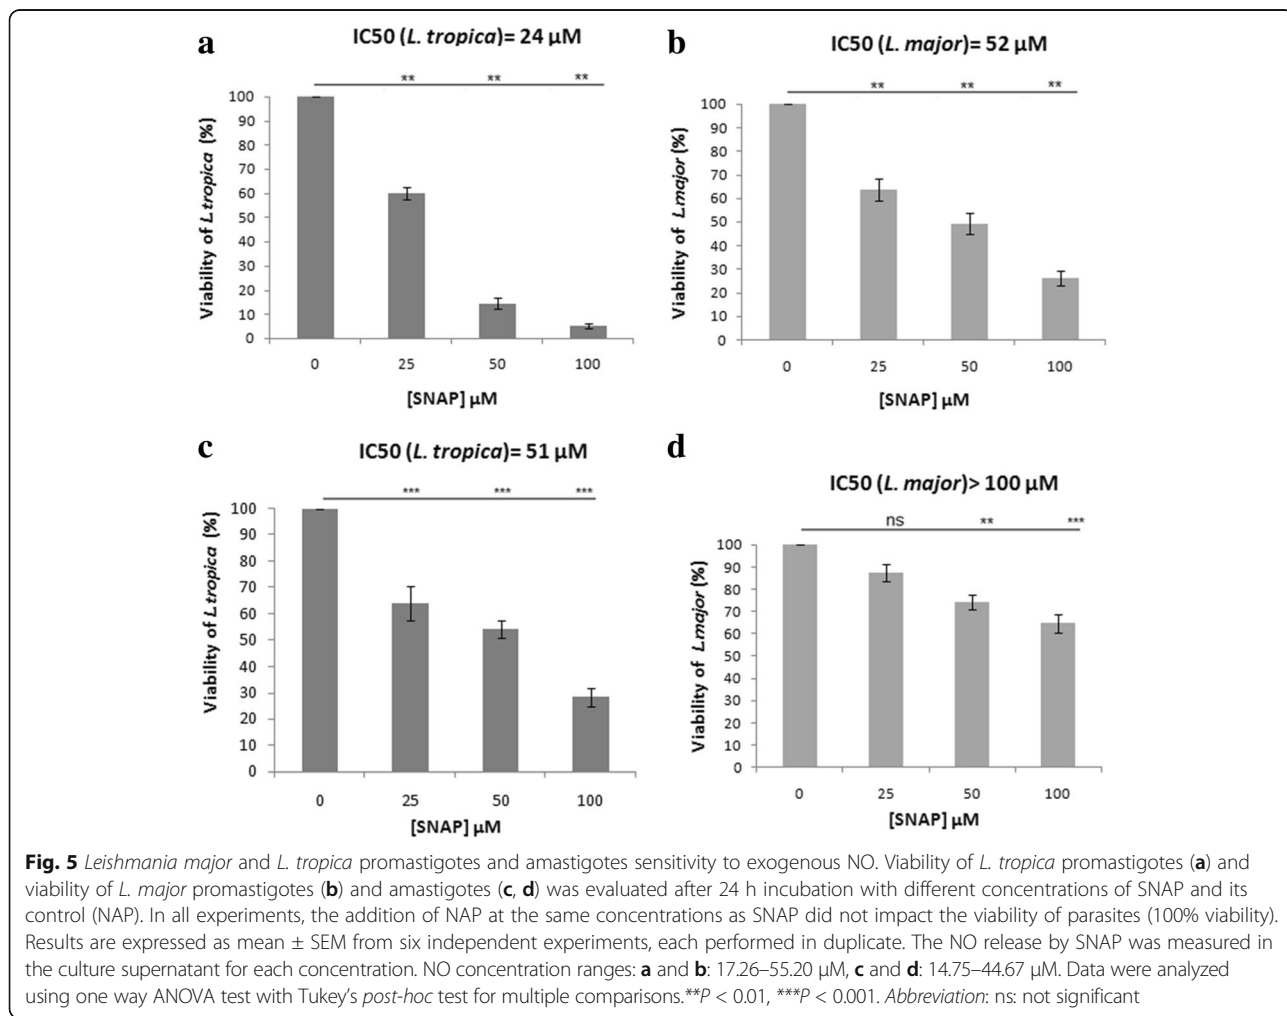 a
IC50 (L. tropica)= 24 µM
** ** **
Viability of L.tropica (%)
100
90
80
70
60
50
40
30
20
10
0
0 25 50 100
[SNAP] µM
b
IC50 (L. major)= 52 µM
** ** **
Viability of L.major (%)
100
90
80
70
60
50
40
30
20
10
0
0 25 50 100
[SNAP] µM
c
IC50 (L. tropica)= 51 µM
*** *** ***
Viability of L.tropica (%)
100
90
80
70
60
50
40
30
20
10
0
0 25 50 100
[SNAP] µM
d
IC50 (L. major)> 100 µM
ns ** ***
Viability of L.major (%)
100
90
80
70
60
50
40
30
20
10
0
0 25 50 100
[SNAP] µM
Fig. 5 Leishmania major and L. tropica promastigotes and amastigotes sensitivity to exogenous NO. Viability of L. tropica promastigotes (a) and
viability of L. major promastigotes (b) and amastigotes (c, d) was evaluated after 24 h incubation with different concentrations of SNAP and its
control (NAP). In all experiments, the addition of NAP at the same concentrations as SNAP did not impact the viability of parasites (100% viability).
Results are expressed as mean ± SEM from six independent experiments, each performed in duplicate. The NO release by SNAP was measured in
the culture supernatant for each concentration. NO concentration ranges: a and b: 17.26–55.20 µM, c and d: 14.75–44.67 µM. Data were analyzed
using one way ANOVA test with Tukey's post-hoc test for multiple comparisons.**P < 0.01, ***P < 0.001. Abbreviation: ns: not significant